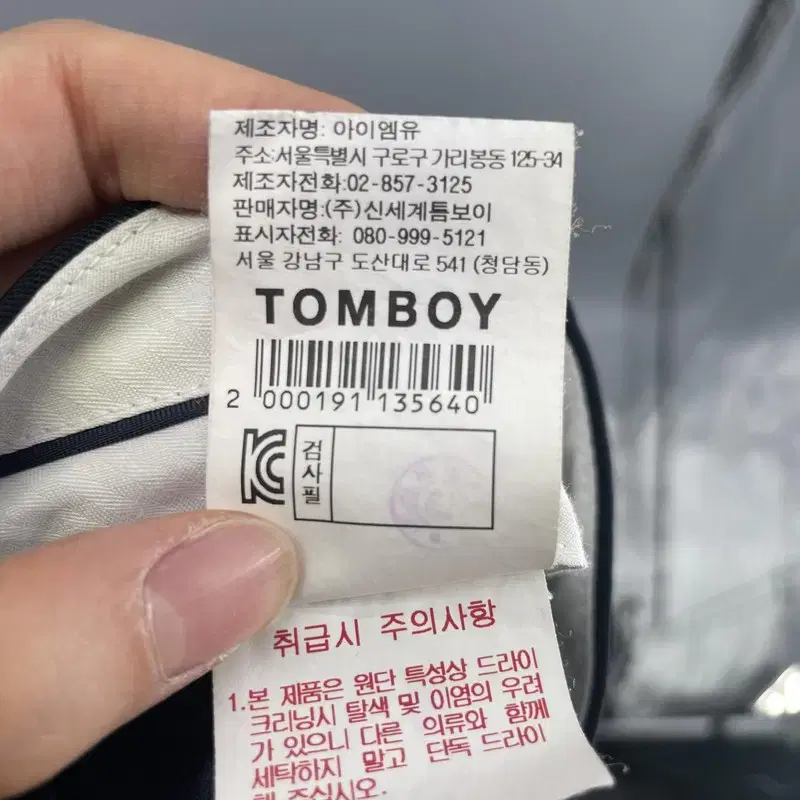 제조자명: 아이엠유
주소:서울특별시 구로구 가리봉동 125-34
제조자전화:02-857-3125
판매자명:(주)신세계톰보이
표시자전화: 080-999-5121
서울 강남구 도산대로 541 (청담동)
TOMBOY
2 000191 135640
검사필
취급시 주의사항
1.본 제품은 원단 특성상 드라이
크리닝시 탈색 및 이염의 우려
가 있으니 다른 의류와 함께
세탁하지 말고 단독 드라이
해 주십시오.